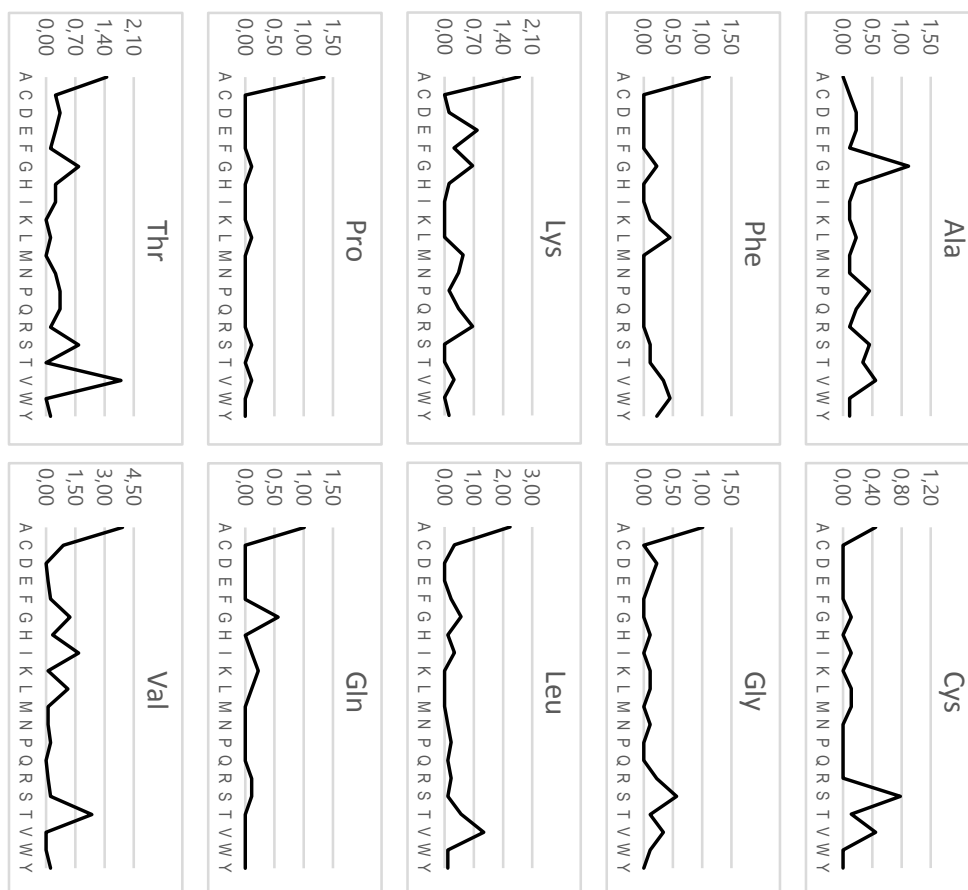 Ala
1,50
1,00
0,50
0,00
A C D E F G H I K L M N P Q R S T V W Y
Cys
1,20
0,80
0,40
0,00
A C D E F G H I K L M N P Q R S T V W Y
Phe
1,50
1,00
0,50
0,00
A C D E F G H I K L M N P Q R S T V W Y
Gly
1,50
1,00
0,50
0,00
A C D E F G H I K L M N P Q R S T V W Y
Lys
2,10
1,40
0,70
0,00
A C D E F G H I K L M N P Q R S T V W Y
Leu
3,00
2,00
1,00
0,00
A C D E F G H I K L M N P Q R S T V W Y
Pro
1,50
1,00
0,50
0,00
A C D E F G H I K L M N P Q R S T V W Y
Gln
1,50
1,00
0,50
0,00
A C D E F G H I K L M N P Q R S T V W Y
Thr
2,10
1,40
0,70
0,00
A C D E F G H I K L M N P Q R S T V W Y
Val
4,50
3,00
1,50
0,00
A C D E F G H I K L M N P Q R S T V W Y